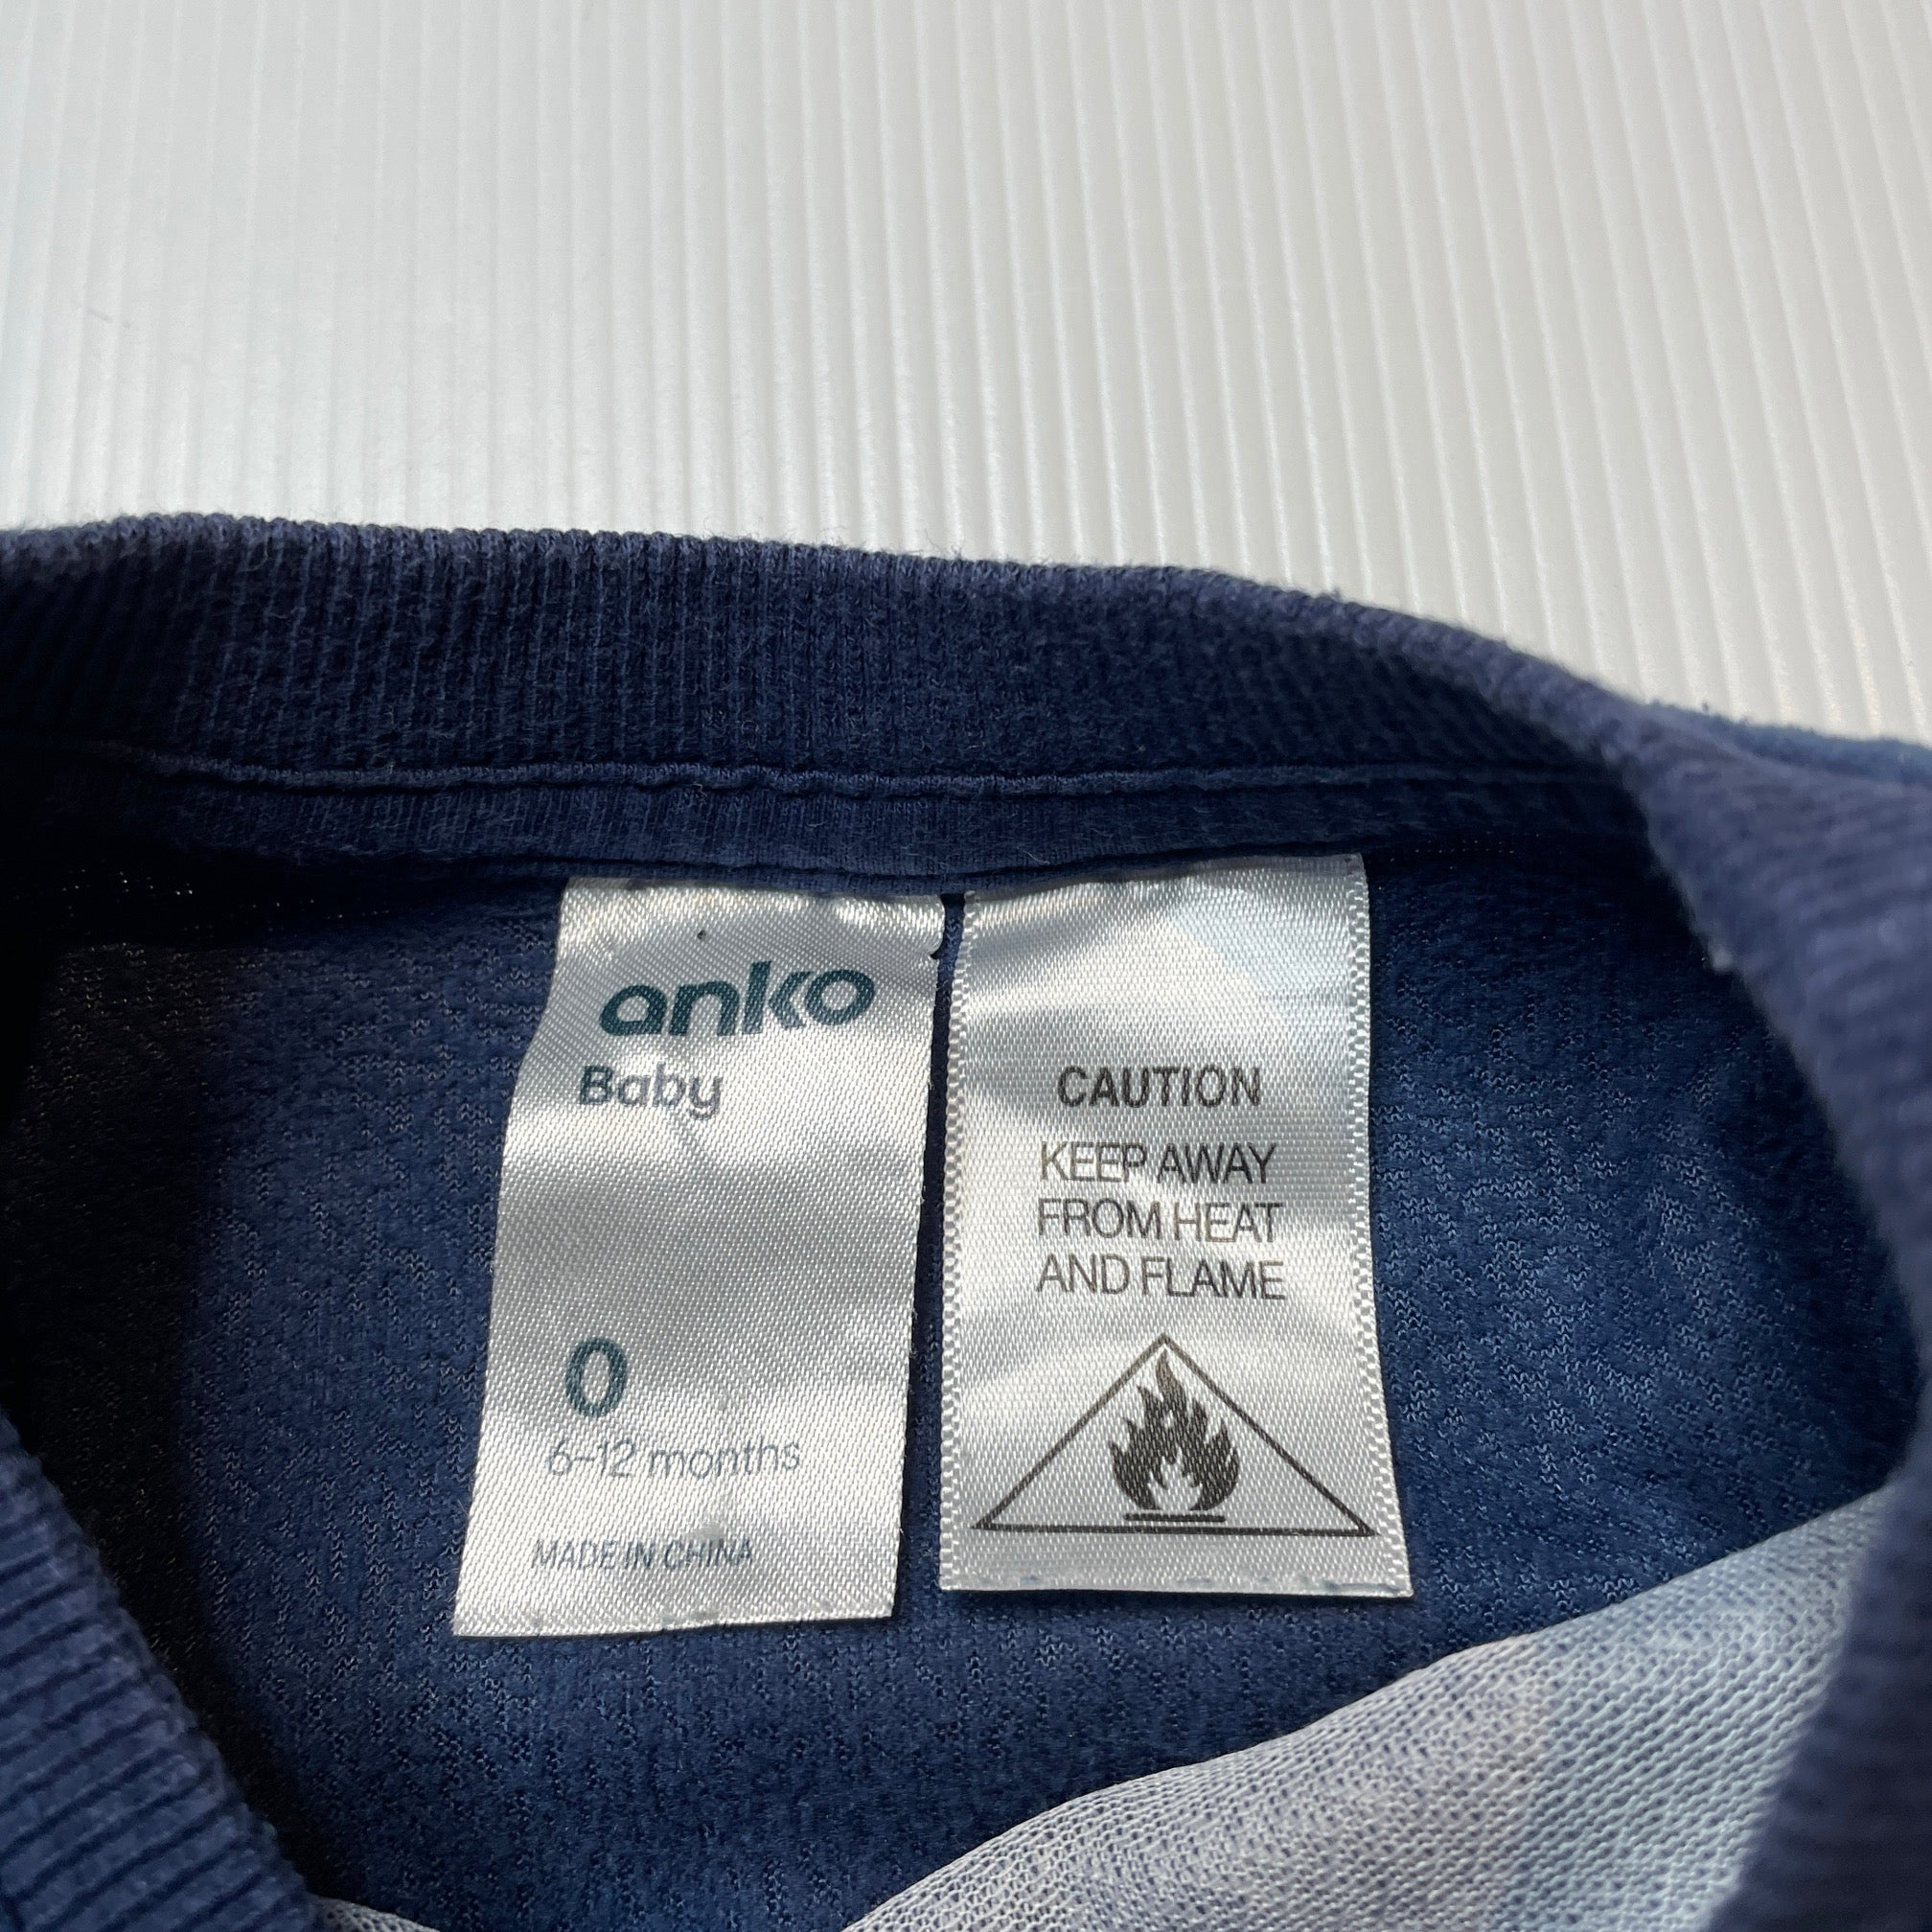 anko
Baby
0
6-12 months
MADE IN CHINA
CAUTION
KEEP AWAY
FROM HEAT
AND FLAME